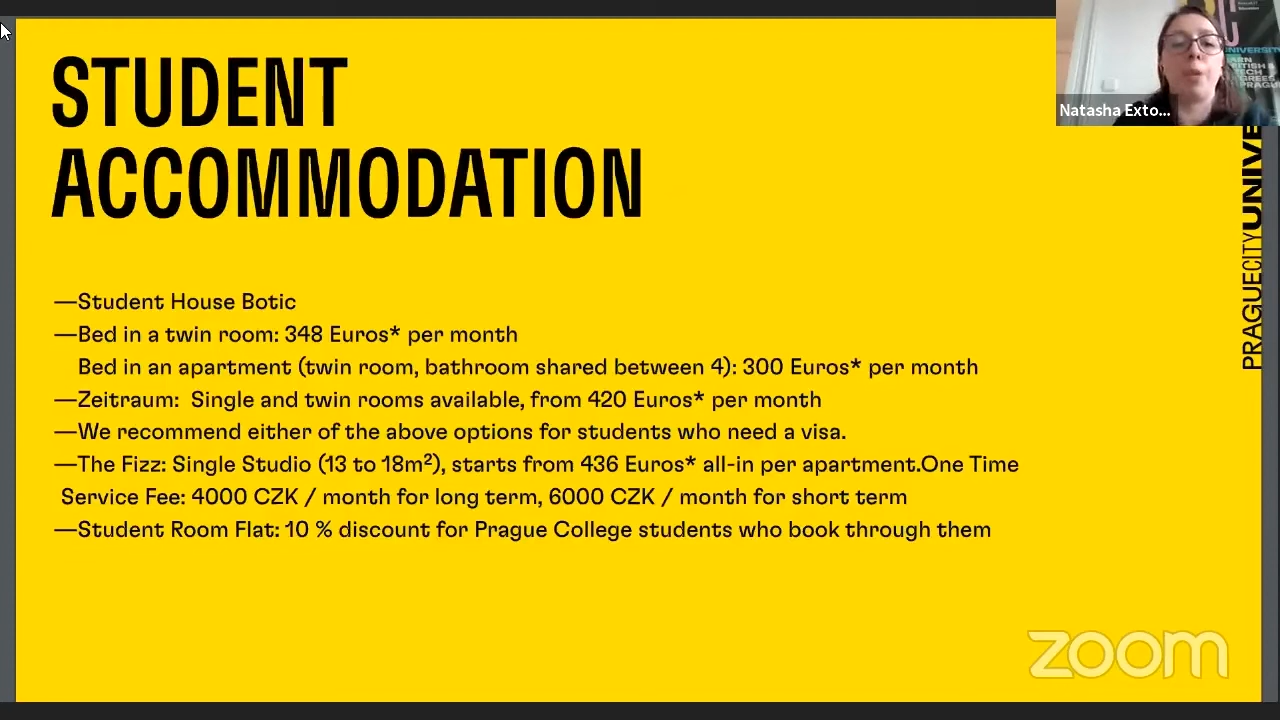 STUDENT
ACCOMMODATION
—Student House Botic
—Bed in a twin room: 348 Euros* per month
Bed in an apartment (twin room, bathroom shared between 4): 300 Euros* per month
—Zeitraum:  Single and twin rooms available, from 420 Euros* per month
—We recommend either of the above options for students who need a visa.
—The Fizz: Single Studio (13 to 18m²), starts from 436 Euros* all-in per apartment.One Time
Service Fee: 4000 CZK / month for long term, 6000 CZK / month for short term
—Student Room Flat: 10 % discount for Prague College students who book through them
Natasha Exto...
PRAGUECITYUNIVE
zoom